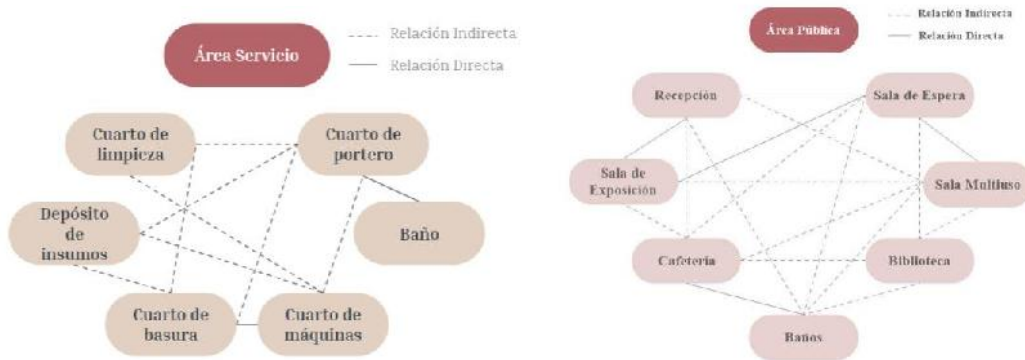 Área Servicio
Relación Indirecta
Relación Directa
Cuarto de
limpieza
Cuarto de
portero
Depósito
de
insumos
Baño
Cuarto de
basura
Cuarto de
máquinas
Área Pública
Relación Indirecta
Relación Directa
Recepción
Sala de Espera
Sala de
Exposición
Sala Multiuso
Cafetería
Biblioteca
Baños